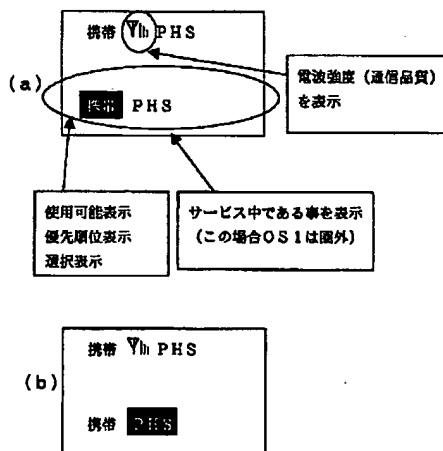 (a)
携帯 PHS
携帯 PHS
電波強度(通信品質)
を表示
使用可能表示
優先順位表示
選択表示
サービス中である事を表示
(この場合OS1は圏外)
(b)
携帯 PHS
携帯 PHS